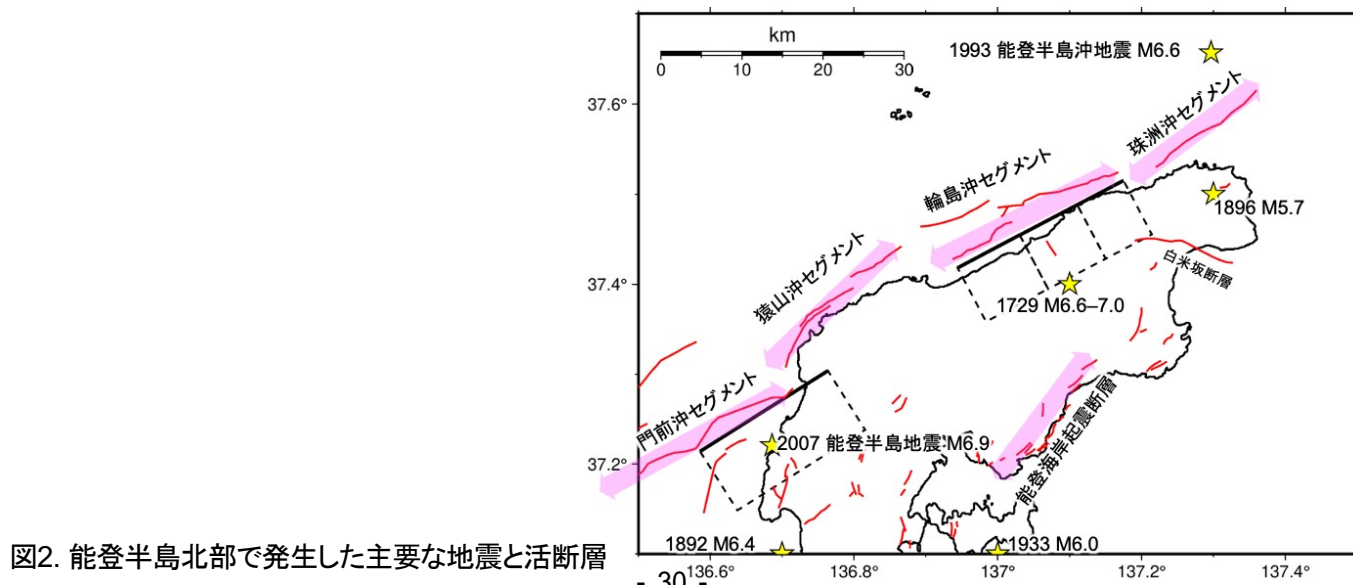 km
0 10 20 30
1993 能登半島沖地震 M6.6
37.6°
珠洲沖セグメント
輪島沖セグメント
1896 M5.7
猿山沖セグメント
白米坂断層
37.4°
1729 M6.6–7.0
門前沖セグメント
2007 能登半島地震 M6.9
37.2°
能登海岸起震断層
1892 M6.4
1933 M6.0
図2. 能登半島北部で発生した主要な地震と活断層
136.6° 136.8° 137° 137.2° 137.4°
- 30 -